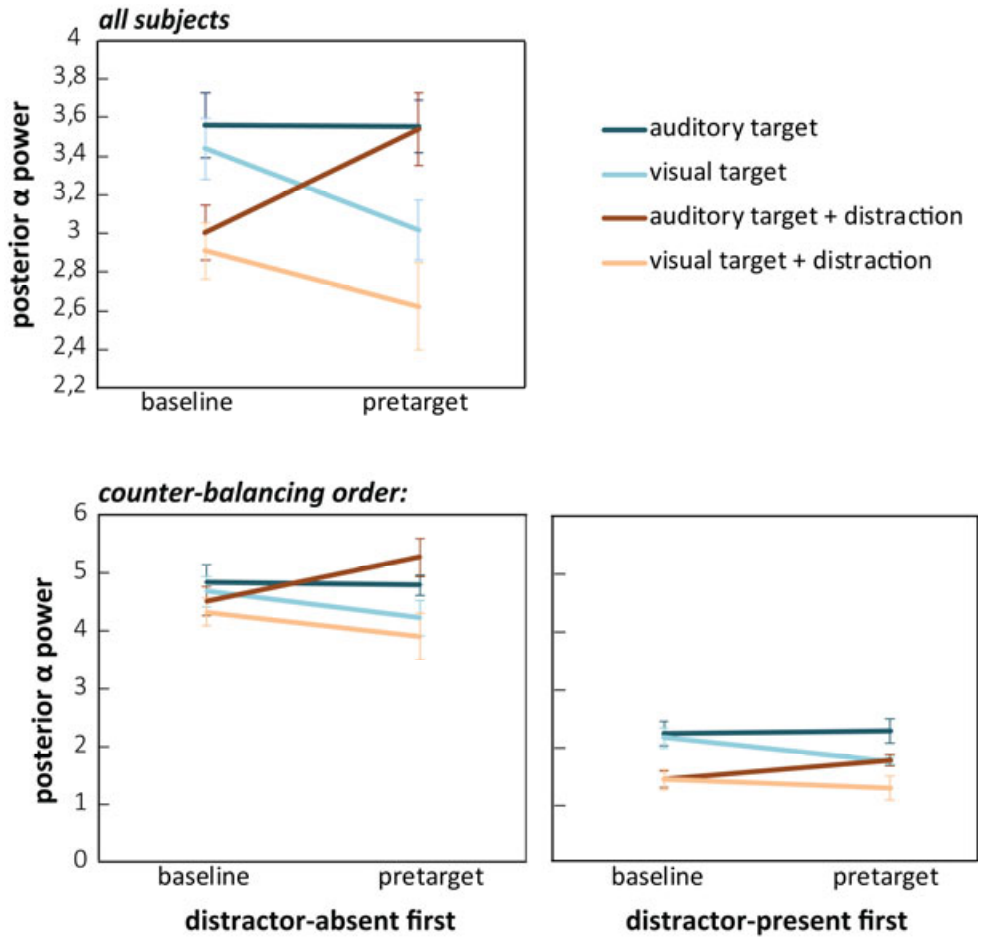 all subjects
4
3,8
3,6
3,4
3,2
3
2,8
2,6
2,4
2,2
posterior α power
baseline
pretarget
auditory target
visual target
auditory target + distraction
visual target + distraction
counter-balancing order:
6
5
4
3
2
1
0
posterior α power
baseline
pretarget
baseline
pretarget
distractor-absent first
distractor-present first